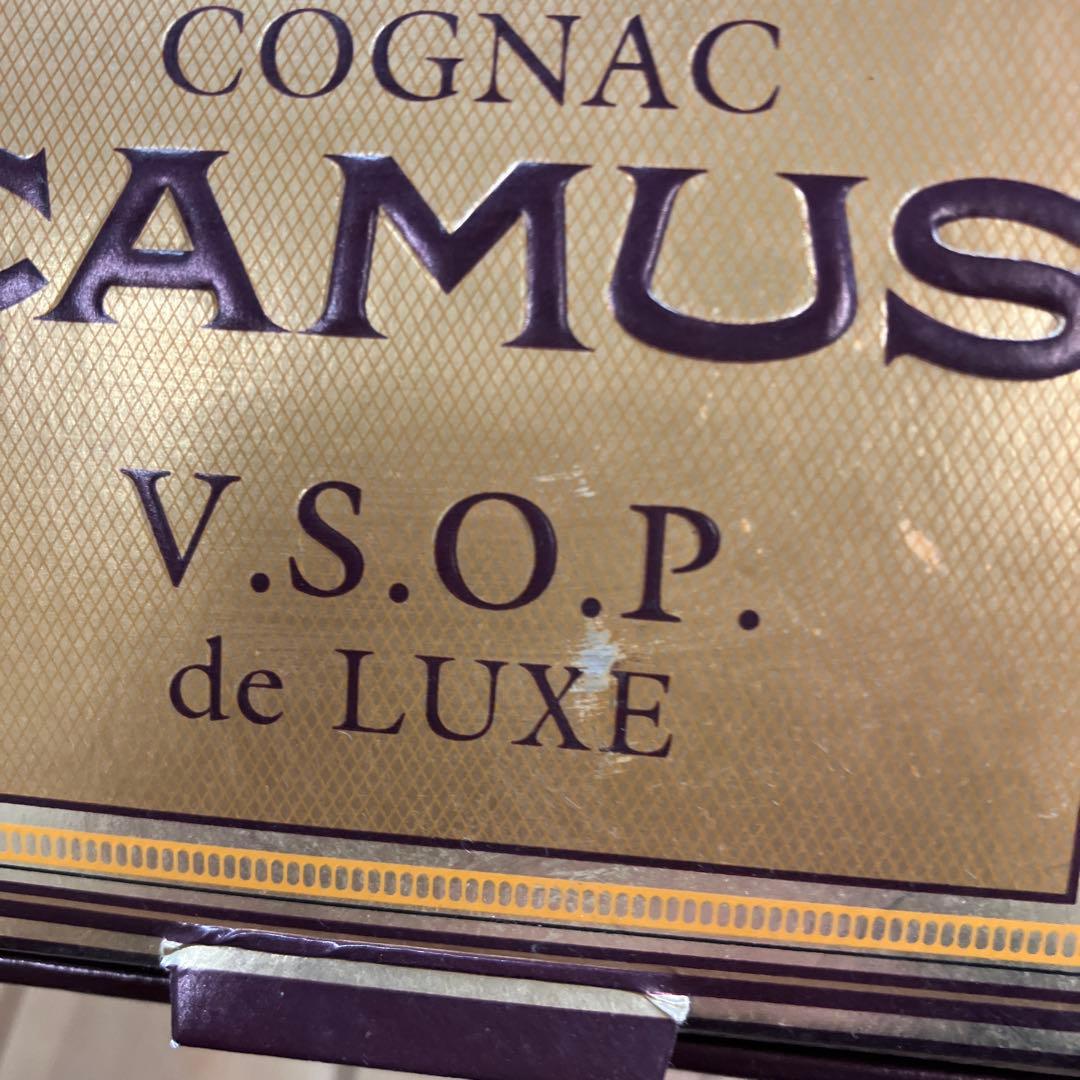 COGNAC
CAMUS
V.S.O.P.
de LUXE